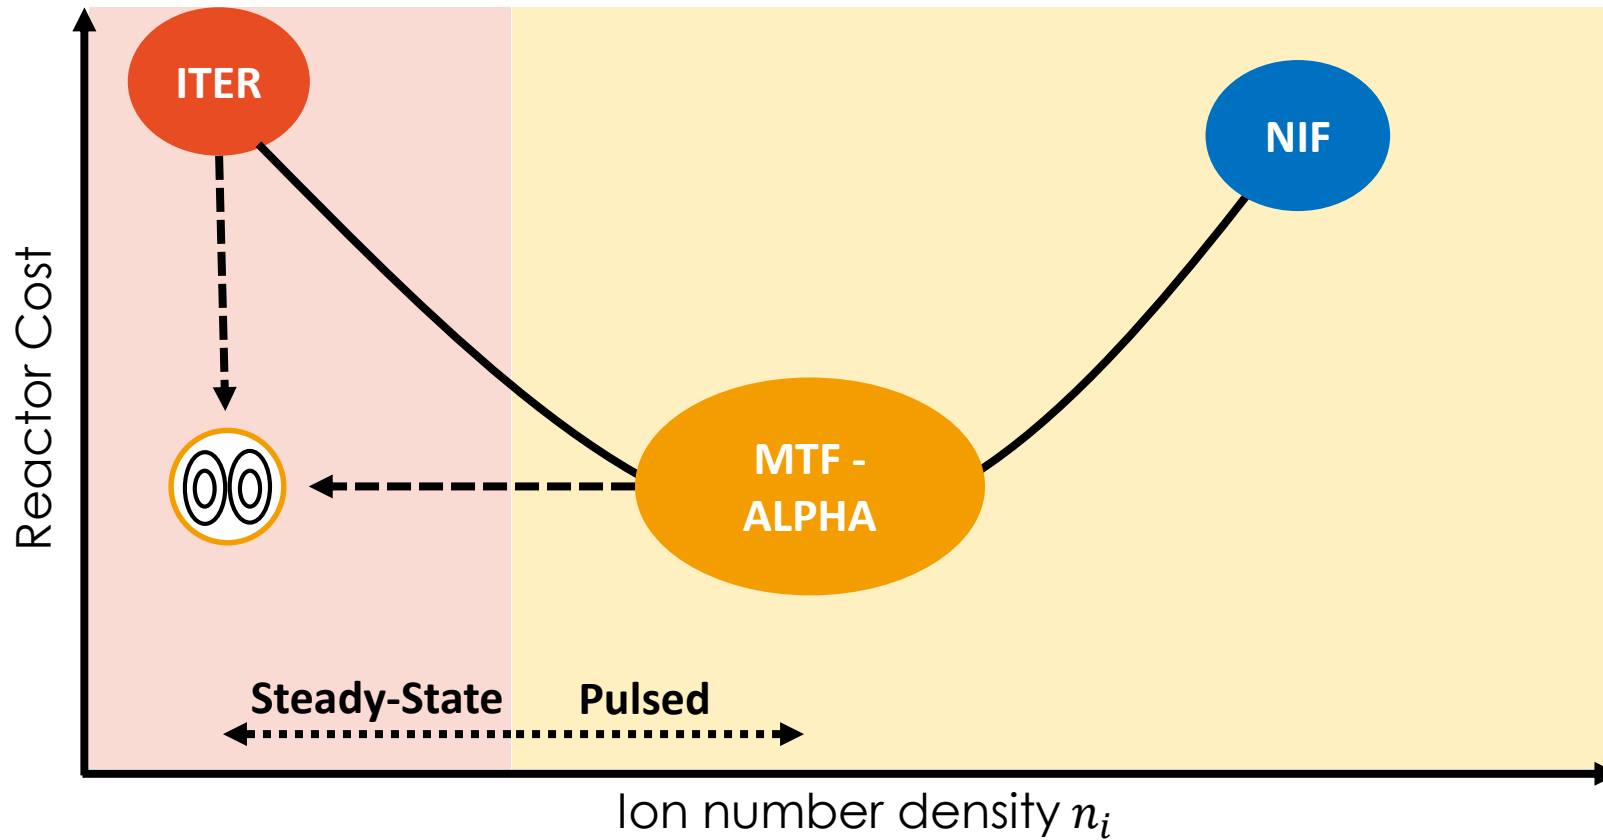 ITER
NIF
MTF -
ALPHA
Steady-State
Pulsed
Reactor Cost
Ion number density nᵢ